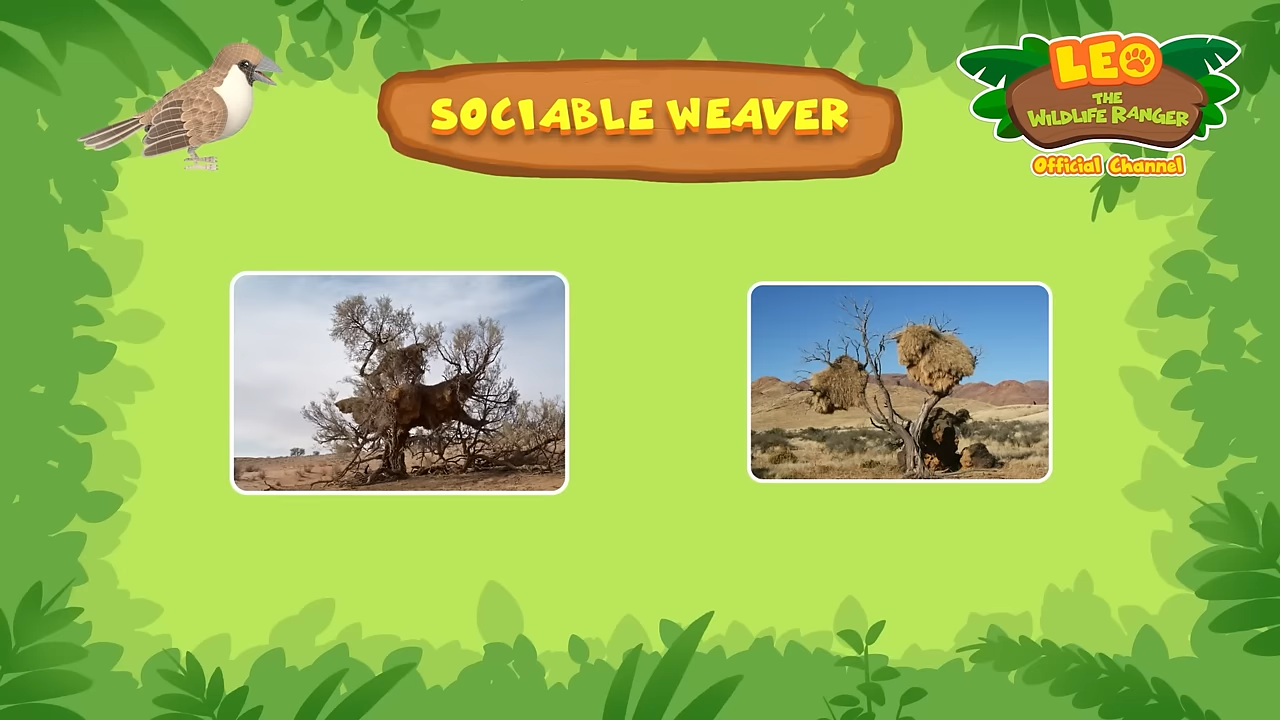 SOCIABLE WEAVER
LEO
THE
WILDLIFE RANGER
Official Channel